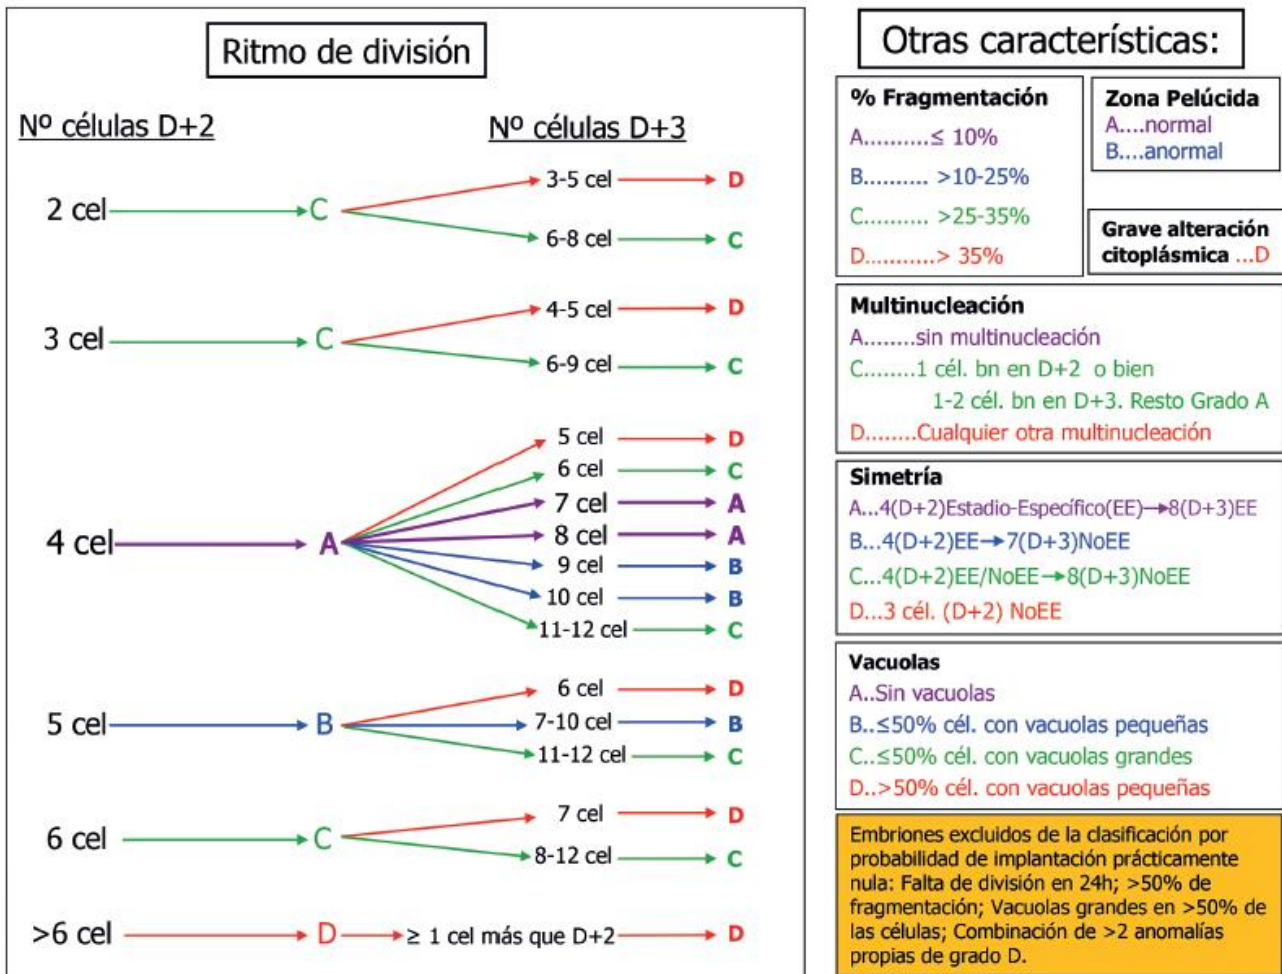 Ritmo de división
Nº células D+2
Nº células D+3
2 cel
C
3-5 cel
D
6-8 cel
C
3 cel
C
4-5 cel
D
6-9 cel
C
4 cel
A
5 cel
D
6 cel
C
7 cel
A
8 cel
A
9 cel
B
10 cel
B
11-12 cel
C
5 cel
B
6 cel
D
7-10 cel
B
11-12 cel
C
6 cel
C
7 cel
D
8-12 cel
C
>6 cel
D
≥ 1 cel más que D+2
D
Otras características:
% Fragmentación
A..........≤ 10%
B.......... >10-25%
C.......... >25-35%
D...........> 35%
Zona Pelúcida
A....normal
B....anormal
Grave alteración
citoplásmica ...D
Multinucleación
A........sin multinucleación
C........1 cél. bn en D+2 o bien
1-2 cél. bn en D+3. Resto Grado A
D........Cualquier otra multinucleación
Simetría
A...4(D+2)Estadio-Específico(EE)→8(D+3)EE
B...4(D+2)EE→7(D+3)NoEE
C...4(D+2)EE/NoEE→8(D+3)NoEE
D...3 cél. (D+2) NoEE
Vacuolas
A..Sin vacuolas
B..≤50% cél. con vacuolas pequeñas
C..≤50% cél. con vacuolas grandes
D..>50% cél. con vacuolas pequeñas
Embriones excluidos de la clasificación por
probabilidad de implantación prácticamente
nula: Falta de división en 24h; >50% de
fragmentación; Vacuolas grandes en >50% de
las células; Combinación de >2 anomalías
propias de grado D.